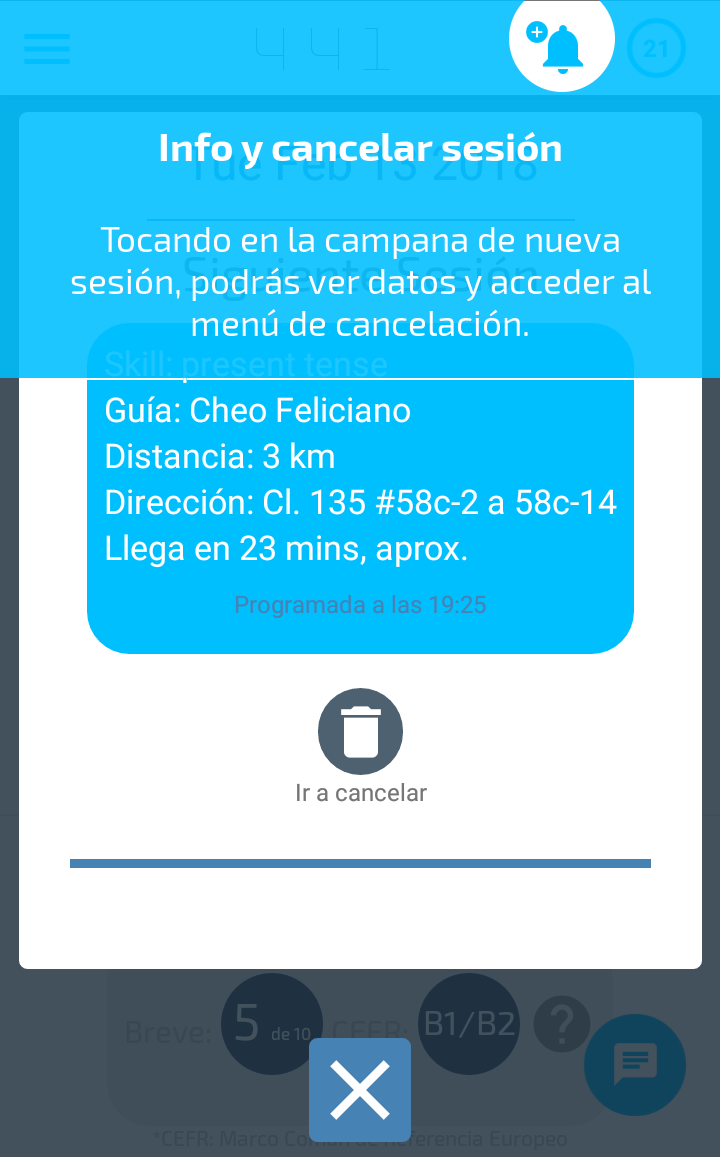 441
21
Info y cancelar sesión
Tue Feb 13 2018
Tocando en la campana de nueva
Siguiente Sesión
sesión, podrás ver datos y acceder al
menú de cancelación.
Skill: present tense
Guía: Cheo Feliciano
Distancia: 3 km
Dirección: Cl. 135 #58c-2 a 58c-14
Llega en 23 mins, aprox.
Programada a las 19:25
Ir a cancelar
Breve: 5 de 10 CEFR: B1/B2 ?
*CEFR: Marco Común de Referencia Europeo